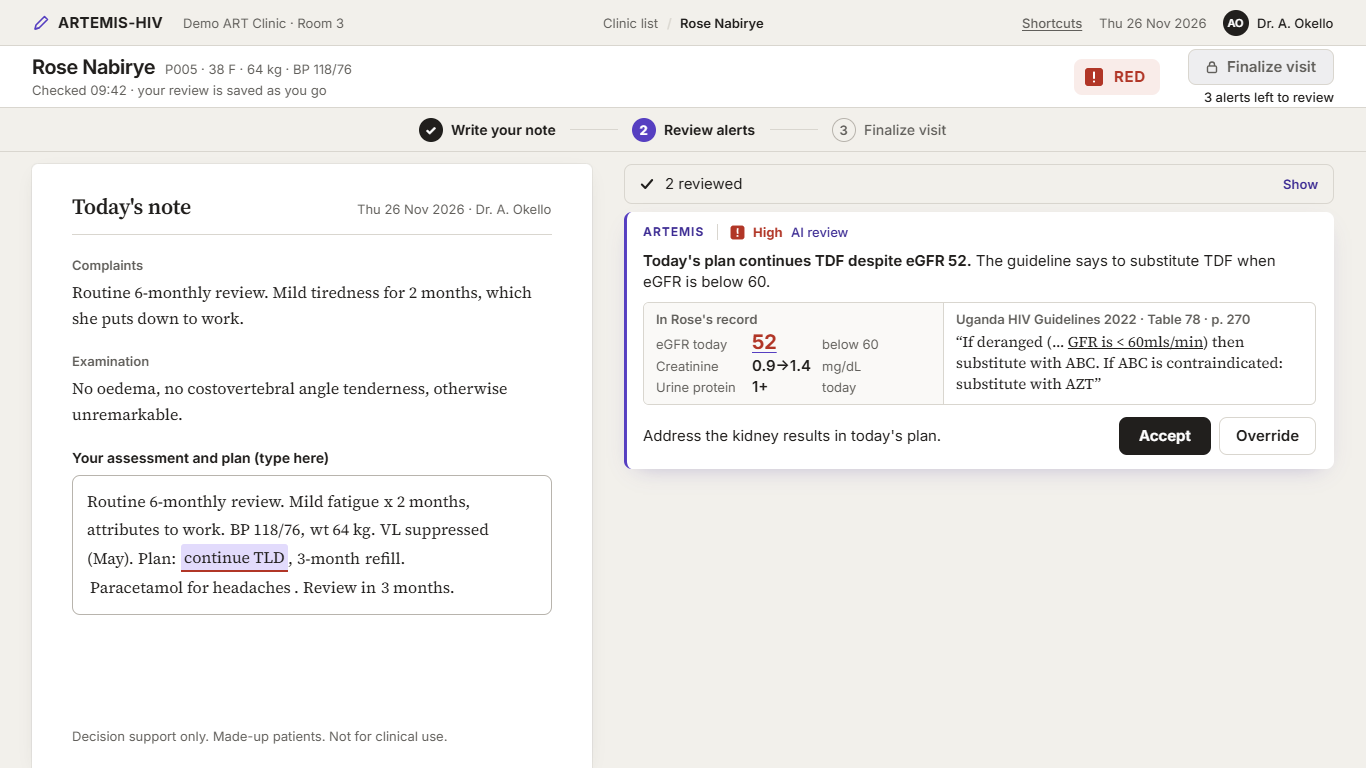 ARTEMIS-HIV Demo ART Clinic · Room 3 Clinic list / Rose Nabirye Shortcuts Thu 26 Nov 2026 AO Dr. A. Okello
Rose Nabirye P005 · 38 F · 64 kg · BP 118/76
Checked 09:42 · your review is saved as you go
RED
Finalize visit
3 alerts left to review
Write your note 2 Review alerts 3 Finalize visit
Today's note Thu 26 Nov 2026 · Dr. A. Okello
Complaints
Routine 6-monthly review. Mild tiredness for 2 months, which
she puts down to work.
Examination
No oedema, no costovertebral angle tenderness, otherwise
unremarkable.
Your assessment and plan (type here)
Routine 6-monthly review. Mild fatigue x 2 months,
attributes to work. BP 118/76, wt 64 kg. VL suppressed
(May). Plan: continue TLD, 3-month refill.
Paracetamol for headaches . Review in 3 months.
Decision support only. Made-up patients. Not for clinical use.
2 reviewed Show
ARTEMIS High AI review
Today's plan continues TDF despite eGFR 52. The guideline says to substitute TDF when
eGFR is below 60.
In Rose's record
eGFR today 52 below 60
Creatinine 0.9→1.4 mg/dL
Urine protein 1+ today
Uganda HIV Guidelines 2022 · Table 78 · p. 270
“If deranged (... GFR is < 60mls/min) then
substitute with ABC. If ABC is contraindicated:
substitute with AZT”
Address the kidney results in today's plan. Accept Override